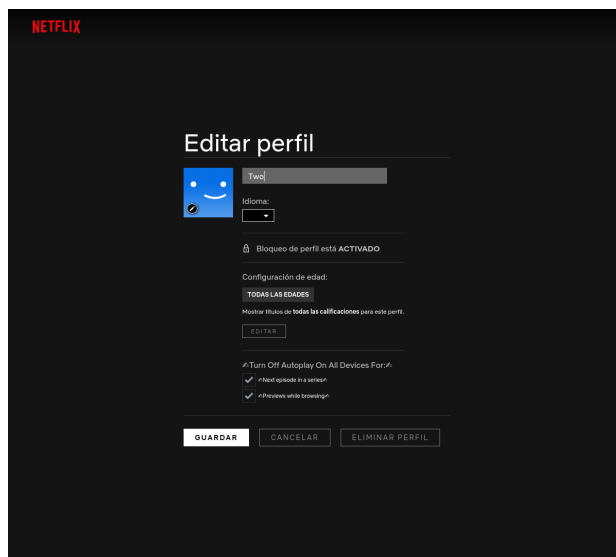 NETFLIX
Editar perfil
Two
Idioma:
Bloqueo de perfil está ACTIVADO
Configuración de edad:
TODAS LAS EDADES
Mostrar títulos de todas las calificaciones para este perfil.
EDITAR
✍Turn Off Autoplay On All Devices For:✍
✍Next episode in a series✍
✍Previews while browsing✍
GUARDAR CANCELAR ELIMINAR PERFIL